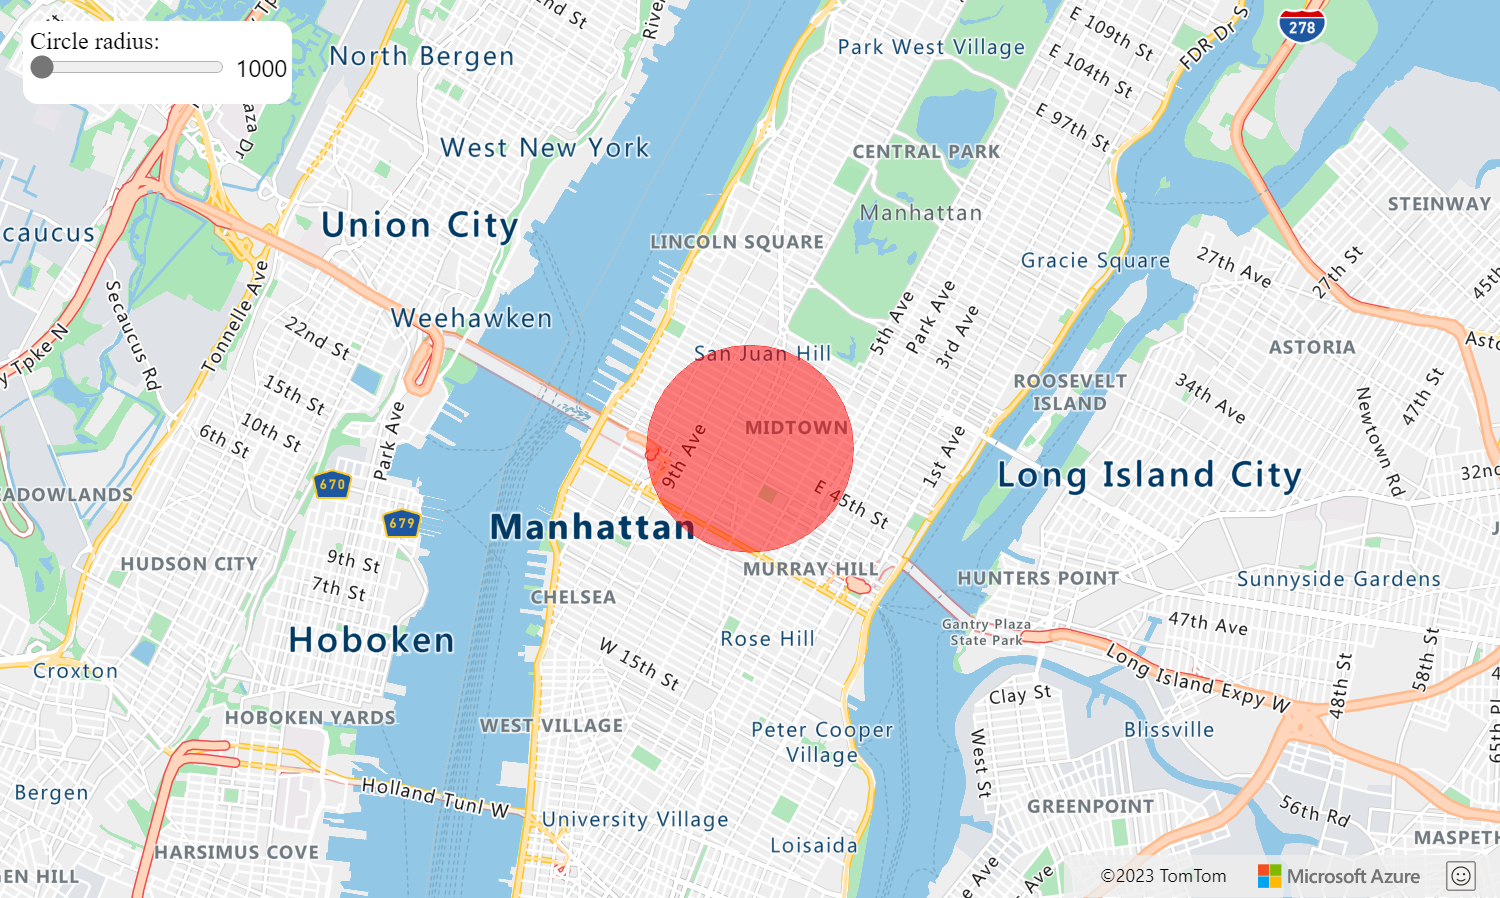 Circle radius:
1000
2nd St
River
North Bergen
Park West Village
E 109th St
FDR Dr S
278
E 104th St
E 97th St
aza Dr
West New York
CENTRAL PARK
STEINWAY
Manhattan
Union City
caucus
LINCOLN SQUARE
Gracie Square
27th Ave
27th St
45th
Secaucus Rd
Tonnelle Ave
Weehawken
22nd St
5th Ave
Park Ave
3rd Ave
y Tpke N
San Juan Hill
ASTORIA
Asto
15th St
ROOSEVELT
ISLAND
34th Ave
47th St
10th St
6th St
Park Ave
9th Ave
MIDTOWN
1st Ave
Newtown Rd
Long Island City
32nd
EADOWLANDS
670
E 45th St
679
Manhattan
HUDSON CITY
9th St
7th St
MURRAY HILL
HUNTERS POINT
Sunnyside Gardens
CHELSEA
Gantry Plaza
State Park
47th Ave
Hoboken
Rose Hill
W 15th St
Long Island Expy W
48th St
58th St
Croxton
Clay St
HOBOKEN YARDS
WEST VILLAGE
Peter Cooper
Village
Blissville
65th Pl
West St
Bergen
Holland Tunl W
GREENPOINT
56th Rd
University Village
MASPETH
Loisaida
HARSIMUS COVE
EN HILL
e Ave
Ave
©2023 TomTom
Microsoft Azure